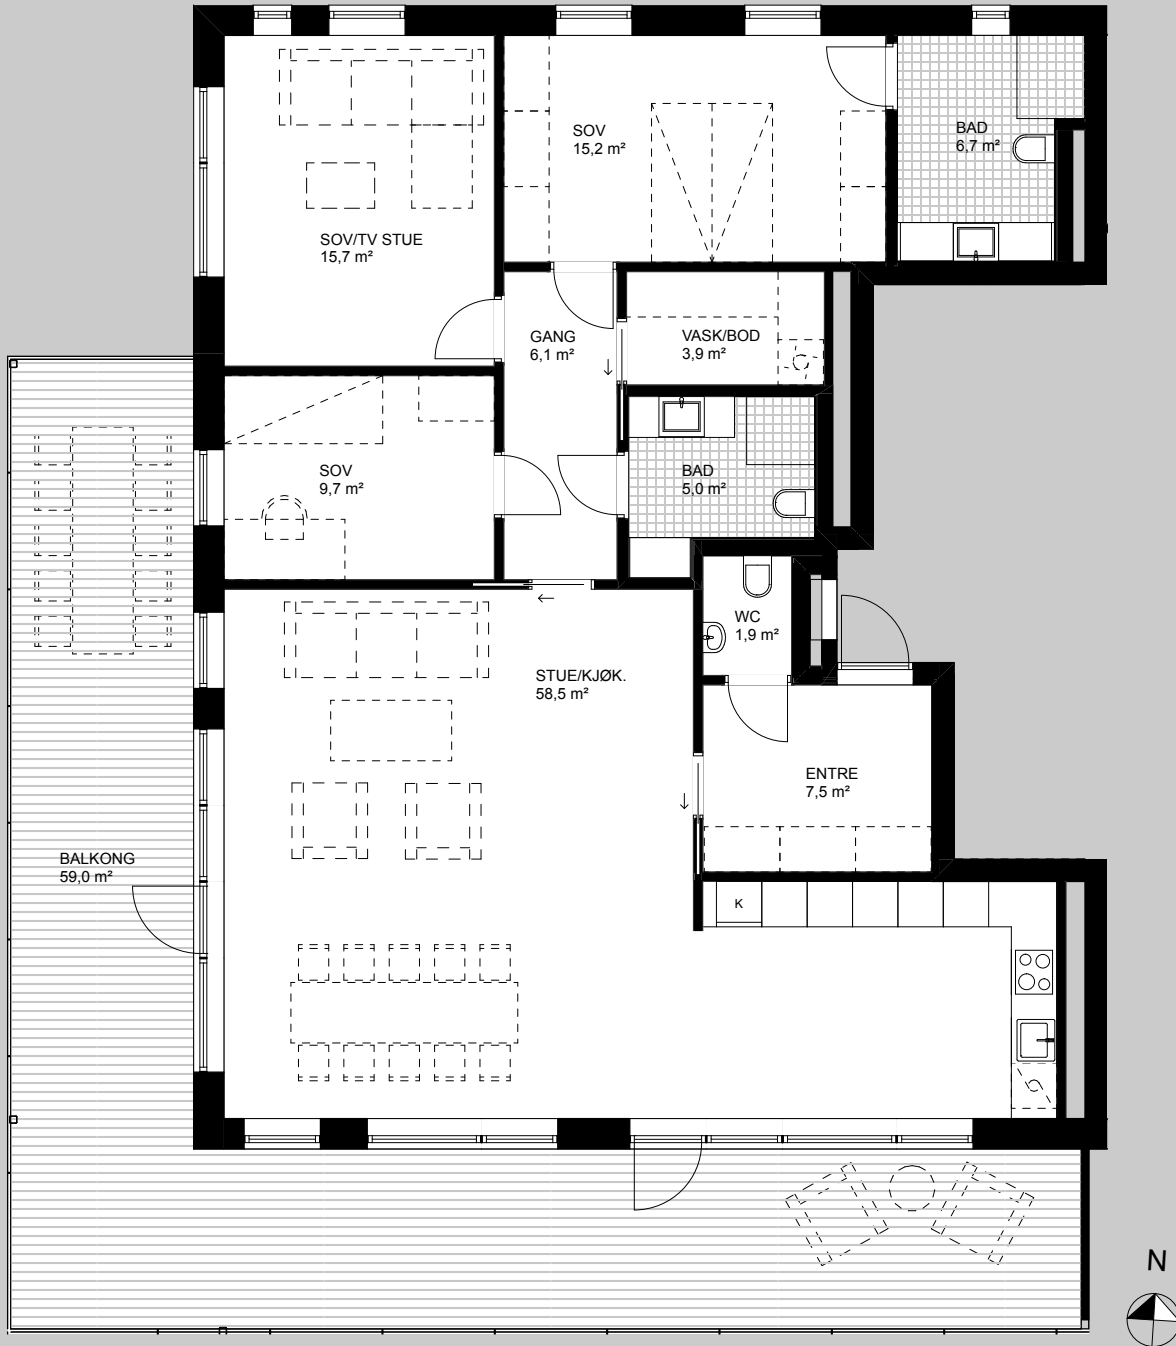 SOV
15,2 m²
BAD
6,7 m²
SOV/TV STUE
15,7 m²
GANG
6,1 m²
VASK/BOD
3,9 m²
SOV
9,7 m²
BAD
5,0 m²
WC
1,9 m²
STUE/KJØK.
58,5 m²
ENTRE
7,5 m²
BALKONG
59,0 m²
K
N